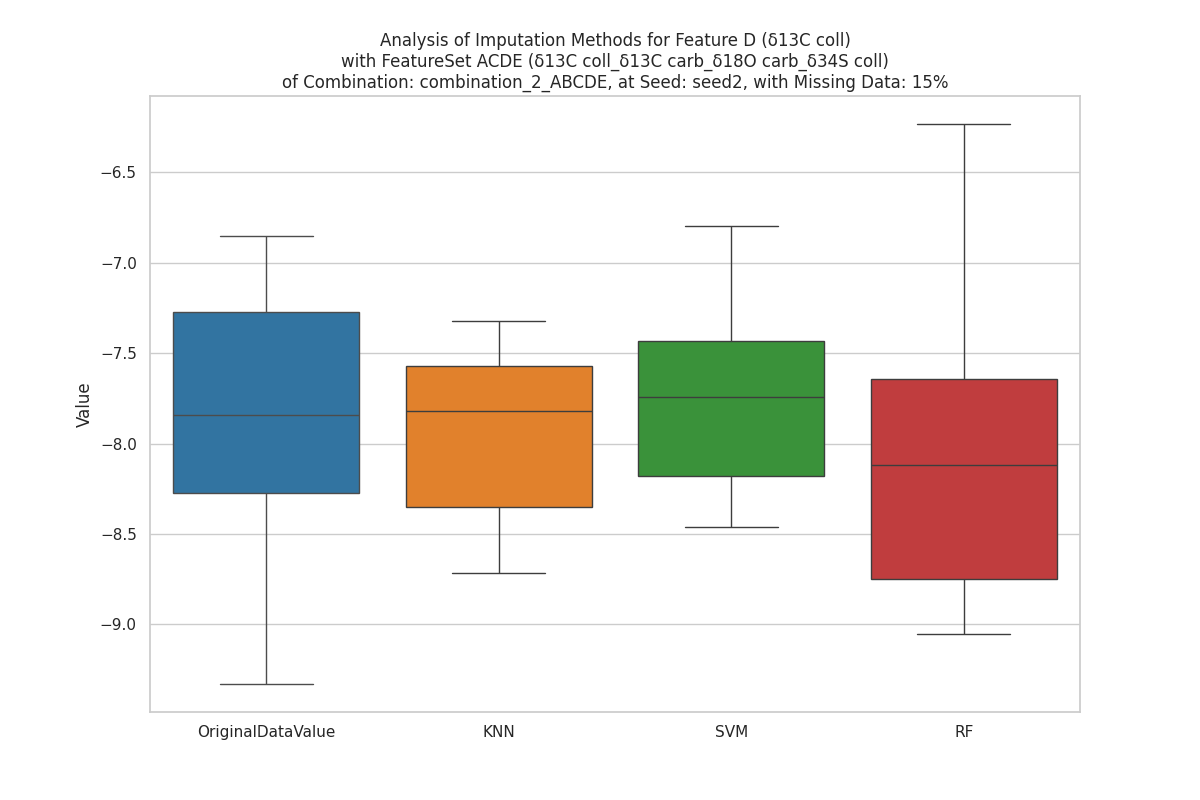 Analysis of Imputation Methods for Feature D (δ13C coll)
with FeatureSet ACDE (δ13C coll_δ13C carb_δ18O carb_δ34S coll)
of Combination: combination_2_ABCDE, at Seed: seed2, with Missing Data: 15%
−6.5
−7.0
−7.5
−8.0
−8.5
−9.0
Value
OriginalDataValue
KNN
SVM
RF